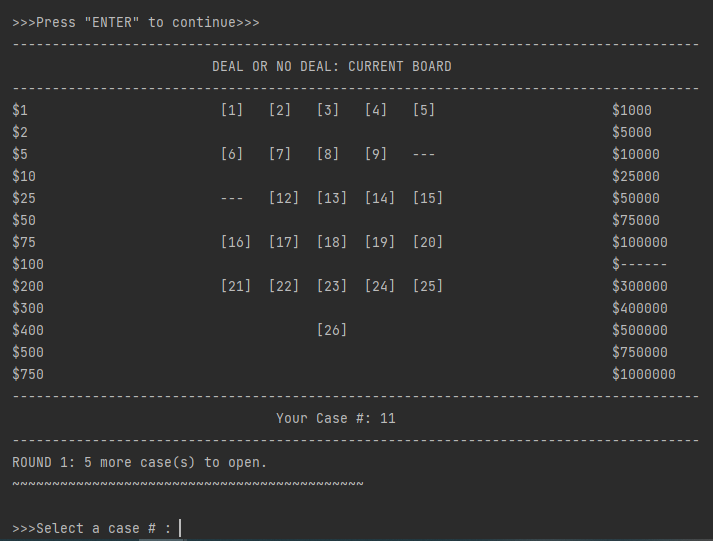 >>>Press "ENTER" to continue>>>
--------------------------------------------------------------------------------------
DEAL OR NO DEAL: CURRENT BOARD
--------------------------------------------------------------------------------------
$1 [1] [2] [3] [4] [5] $1000
$2 $5000
$5 [6] [7] [8] [9] --- $10000
$10 $25000
$25 --- [12] [13] [14] [15] $50000
$50 $75000
$75 [16] [17] [18] [19] [20] $100000
$100 $------
$200 [21] [22] [23] [24] [25] $300000
$300 $400000
$400 [26] $500000
$500 $750000
$750 $1000000
--------------------------------------------------------------------------------------
Your Case #: 11
--------------------------------------------------------------------------------------
ROUND 1: 5 more case(s) to open.
~~~~~~~~~~~~~~~~~~~~~~~~~~~~~~~~~~~~~~~~~~~~
>>>Select a case # :